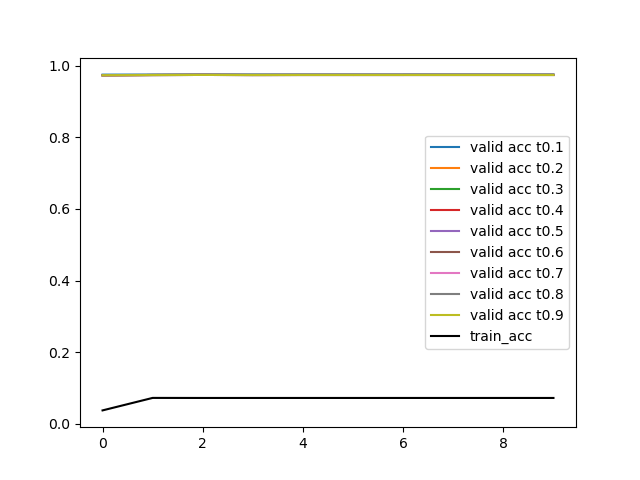 1.0
0.8
0.6
0.4
0.2
0.0
0 2 4 6 8
valid acc t0.1
valid acc t0.2
valid acc t0.3
valid acc t0.4
valid acc t0.5
valid acc t0.6
valid acc t0.7
valid acc t0.8
valid acc t0.9
train_acc